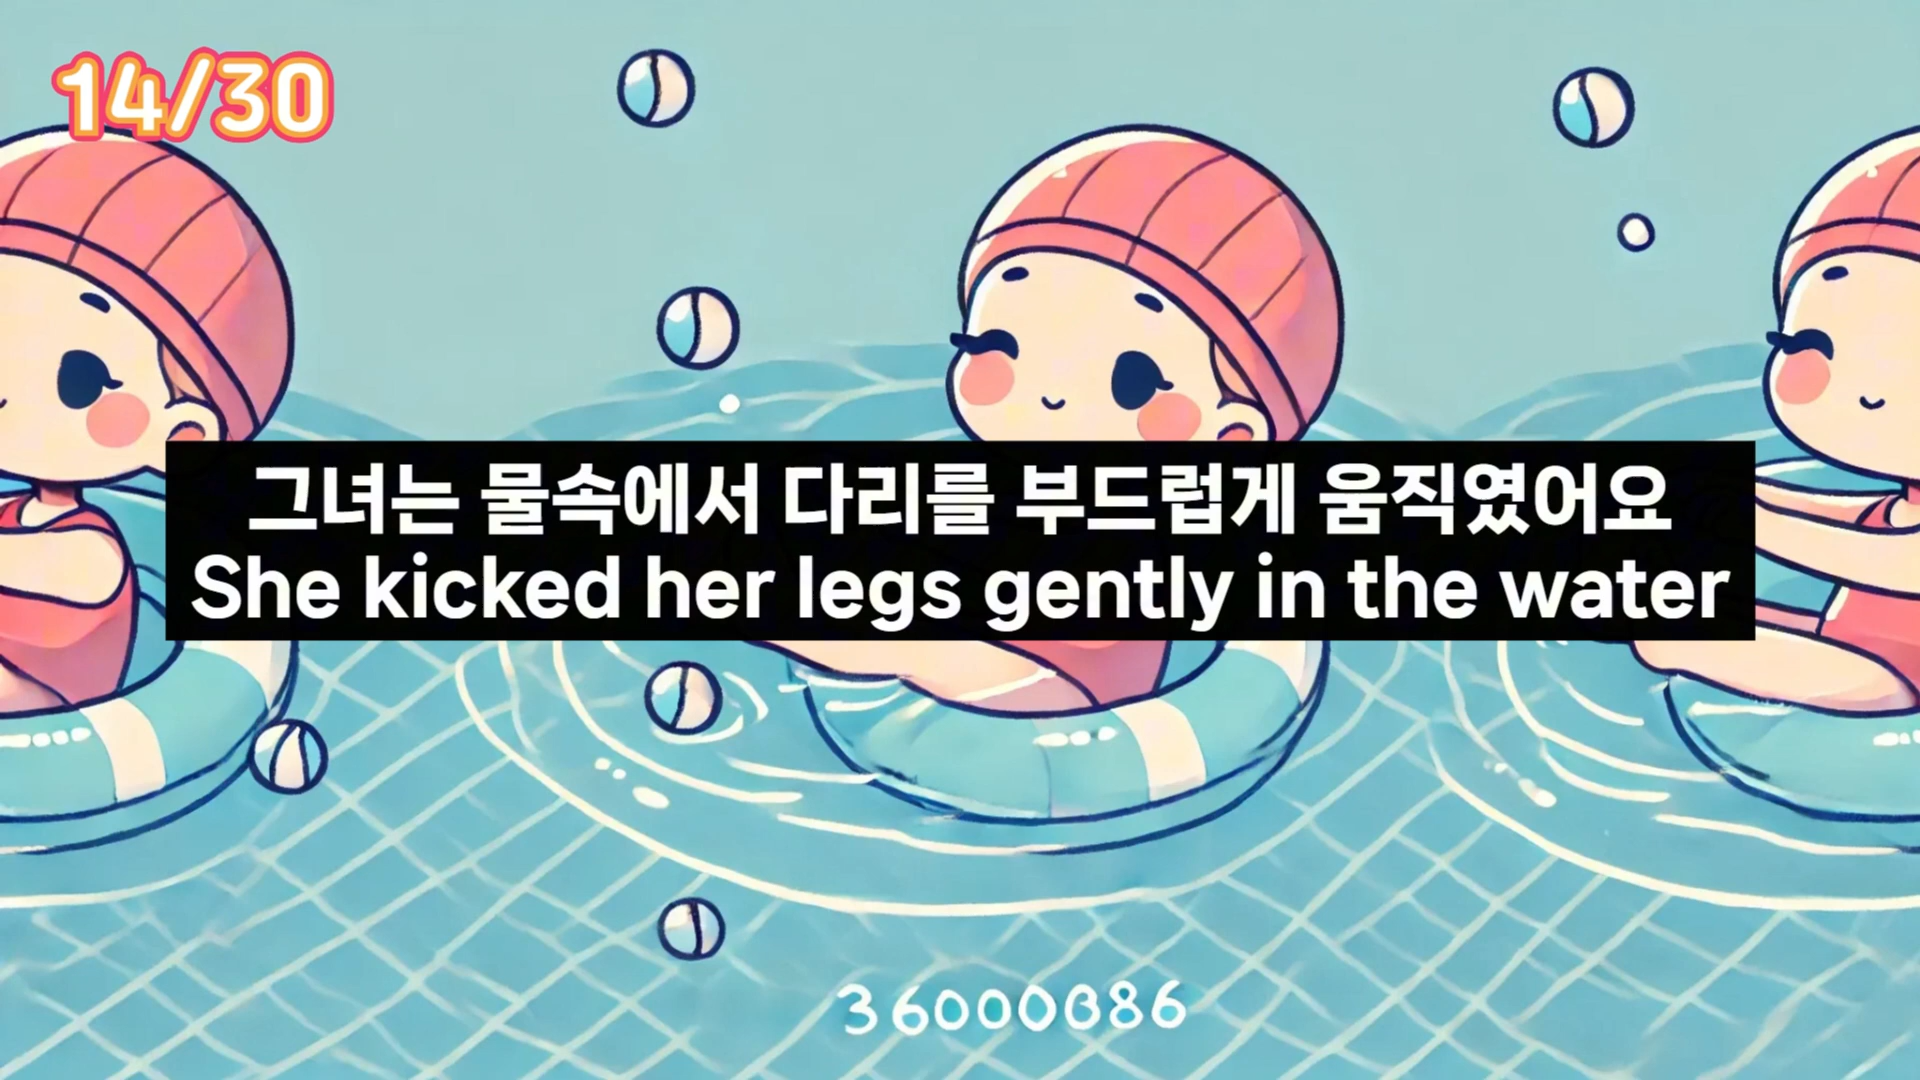 14/30
그녀는 물속에서 다리를 부드럽게 움직였어요
She kicked her legs gently in the water